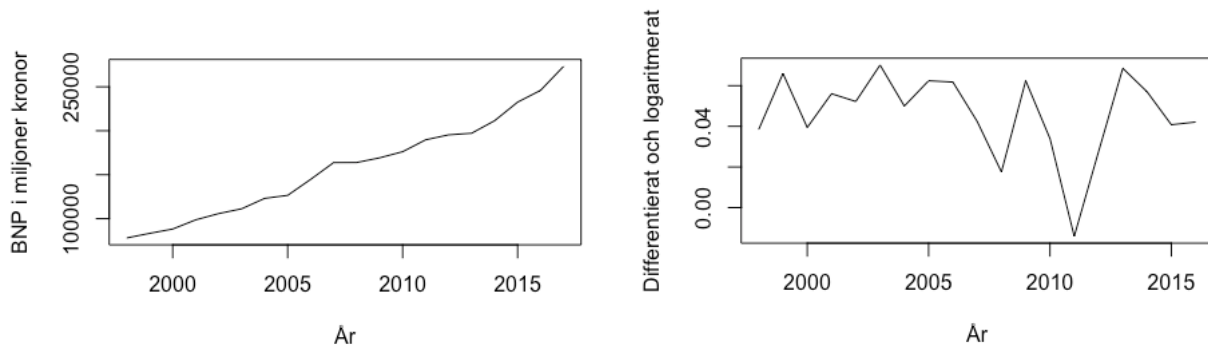 BNP i miljoner kronor
250000
100000
2000 2005 2010 2015
År
Differentierat och logaritmerat
0.04
0.00
2000 2005 2010 2015
År